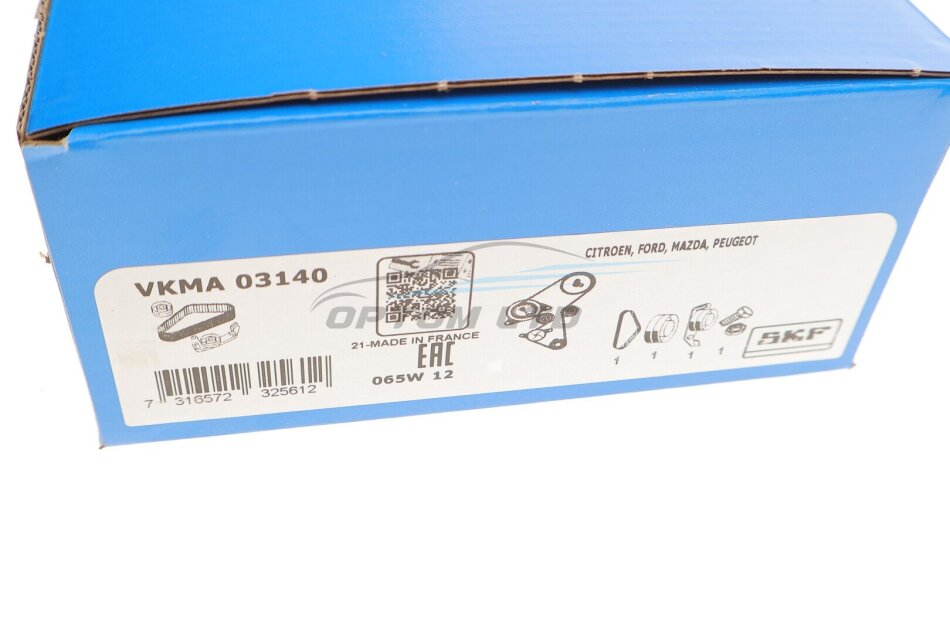 CITROEN, FORD, MAZDA, PEUGEOT
VKMA 03140
21-MADE IN FRANCE
EAC
065W 12
7 316572 325612
1 1 1 1
SKF